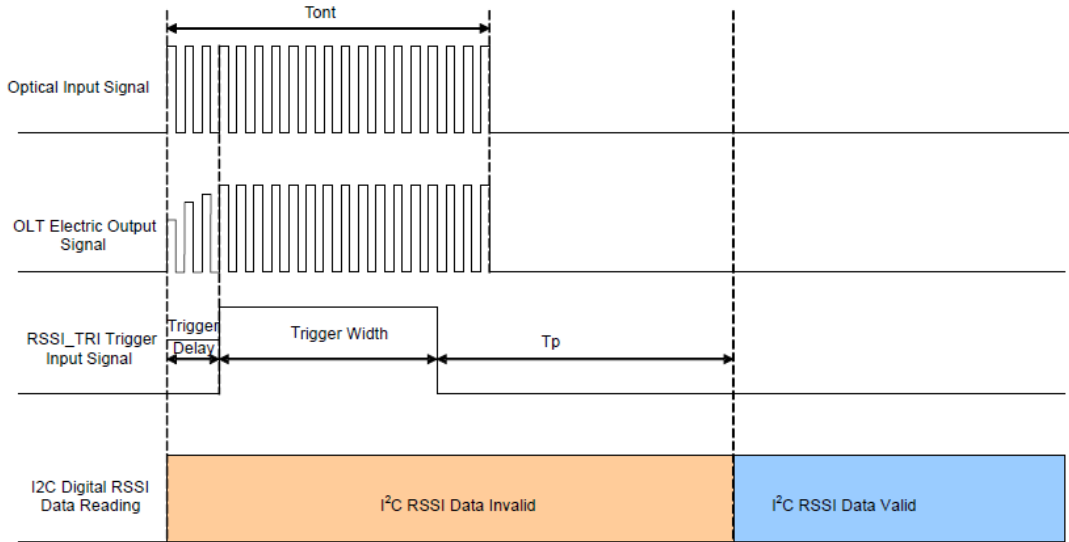 Tont
Optical Input Signal
OLT Electric Output
Signal
RSSI_TRI Trigger
Input Signal
Trigger
Delay
Trigger Width
Tp
I2C Digital RSSI
Data Reading
I²C RSSI Data Invalid
I²C RSSI Data Valid